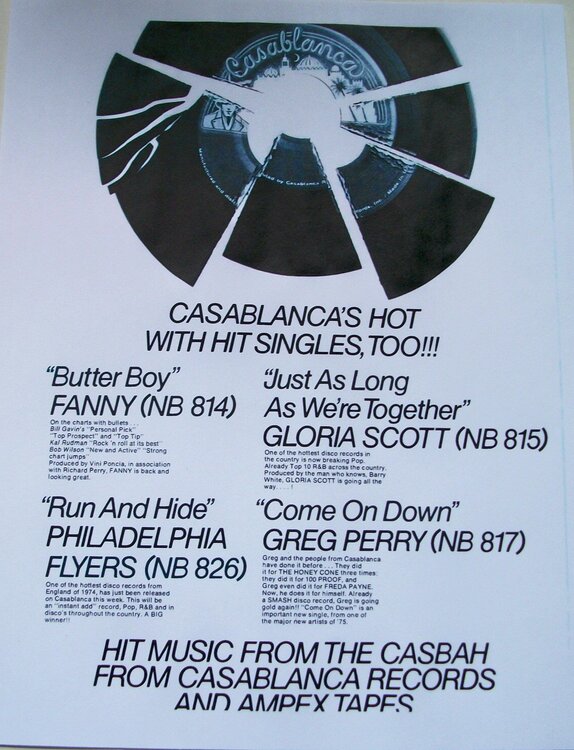 Casablanca
Manufactured and dis
ted by Casablanca R
ords, Inc.
Made in U.
CASABLANCA'S HOT
WITH HIT SINGLES, TOO!!!
"Butter Boy"
FANNY (NB 814)
On the charts with bullets . . .
Bill Gavin's "Personal Pick"
"Top Prospect" and "Top Tip"
Kal Rudman "Rock 'n roll at its best"
Bob Wilson "New and Active" "Strong
chart jumps"
Produced by Vini Poncia, in association
with Richard Perry, FANNY is back and
looking great.
"Just As Long
As We're Together"
GLORIA SCOTT (NB 815)
One of the hottest disco records in
the country is now breaking Pop.
Already Top 10 R&B across the country.
Produced by the man who knows, Barry
White, GLORIA SCOTT is going all the
way. . . . !
"Run And Hide"
PHILADELPHIA
FLYERS (NB 826)
One of the hottest disco records from
England of 1974, has just been released
on Casablanca this week. This will be
an "instant add" record, Pop, R&B and in
disco's throughout the country. A BIG
winner!!
"Come On Down"
GREG PERRY (NB 817)
Greg and the people from Casablanca
have done it before . . . They did
it for THE HONEY CONE three times;
they did it for 100 PROOF, and
Greg even did it for FREDA PAYNE.
Now, he does it for himself. Already
a SMASH disco record, Greg is going
gold again!! "Come On Down" is an
important new single, from one of
the major new artists of '75.
HIT MUSIC FROM THE CASBAH
FROM CASABLANCA RECORDS
AND AMPEX TAPES